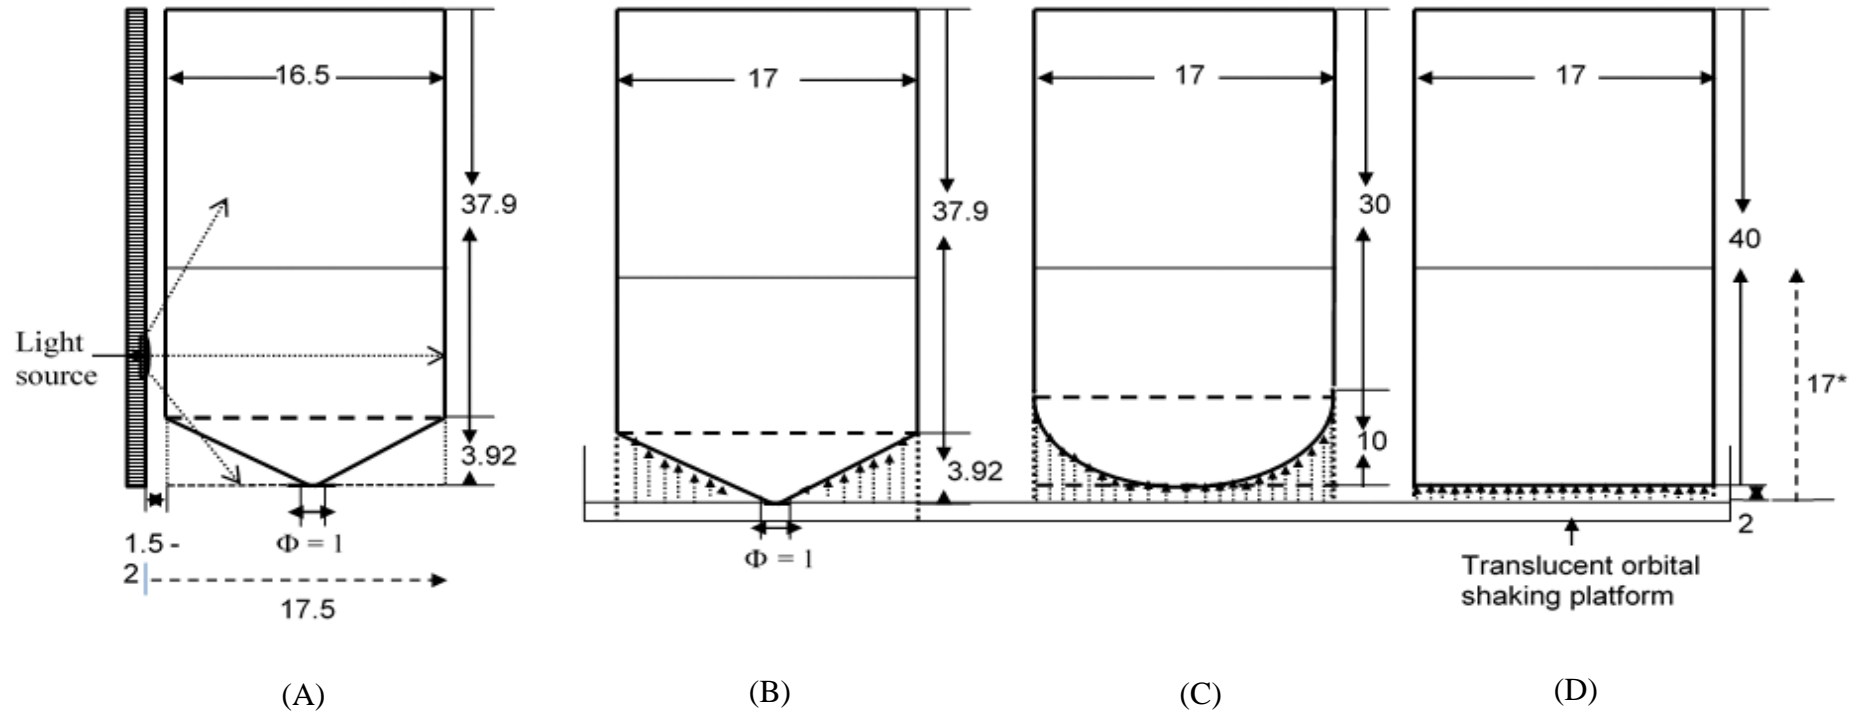 16.5
37.9
Light
source
3.92
1.5 -
2
Φ = 1
17.5
(A)
17
37.9
3.92
Φ = 1
(B)
17
30
10
(C)
17
40
17*
2
Translucent orbital
shaking platform
(D)